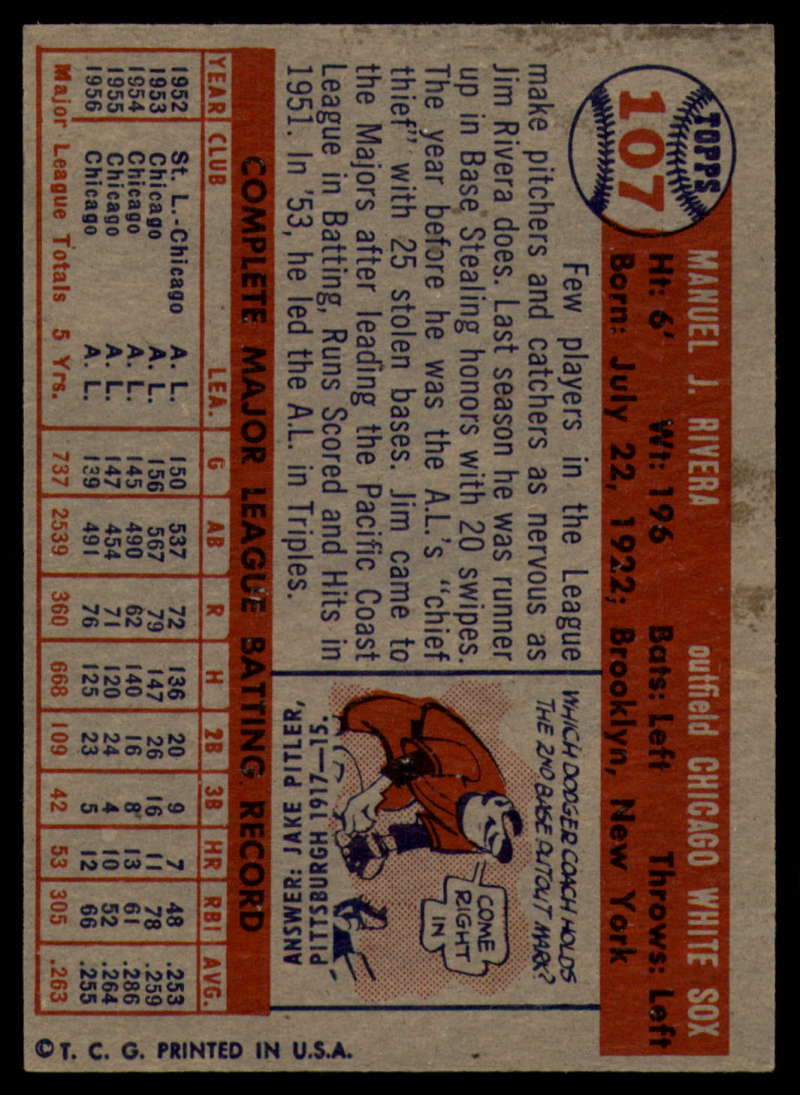 TOPPS
107
MANUEL J. RIVERA outfield CHICAGO WHITE SOX
Ht: 6' Wt: 196 Bats: Left Throws: Left
Born: July 22, 1922; Brooklyn, New York
Few players in the League
make pitchers and catchers as nervous as
Jim Rivera does. Last season he was runner
up in Base Stealing honors with 20 swipes.
The year before he was the A.L.'s "chief
thief" with 25 stolen bases. Jim came to
the Majors after leading the Pacific Coast
League in Batting, Runs Scored and Hits in
1951. In '53, he led the A.L. in Triples.
WHICH DODGER COACH HOLDS
THE 2ND BASE PUTOUT MARK?
COME
RIGHT
IN
ANSWER: JAKE PITLER,
PITTSBURGH 1917—15.
COMPLETE MAJOR LEAGUE BATTING RECORD
YEAR CLUB LEA. G AB R H 2B 3B HR RBI AVG.
1952 St. L.-Chicago A. L. 150 537 72 136 20 9 7 48 .253
1953 Chicago A. L. 156 567 79 147 26 16 11 78 .259
1954 Chicago A. L. 145 490 62 140 16 8 13 61 .286
1955 Chicago A. L. 147 454 71 120 24 4 10 52 .264
1956 Chicago A. L. 139 491 76 125 23 5 12 66 .255
Major League Totals 5 Yrs. 737 2539 360 668 109 42 53 305 .263
© T. C. G. PRINTED IN U.S.A.